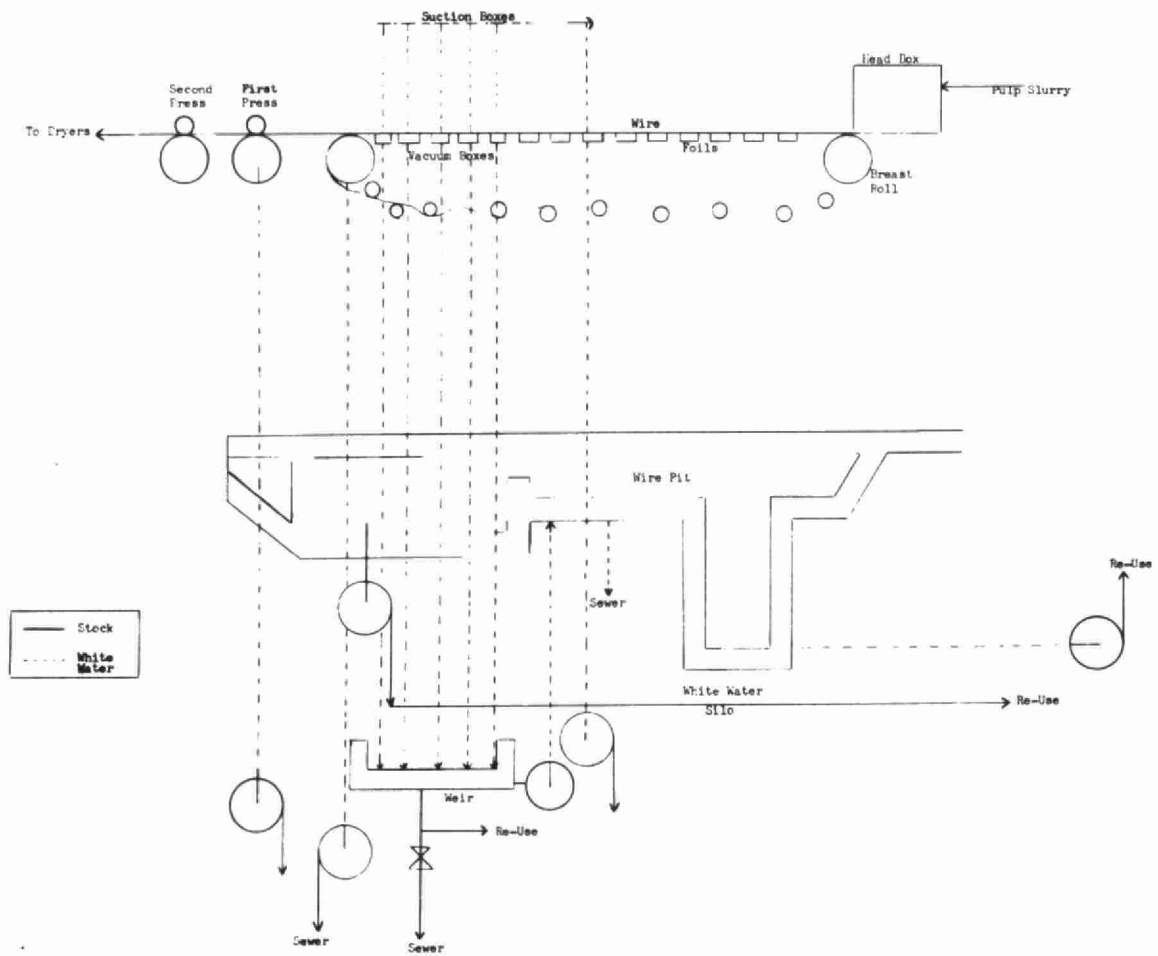 Suction Boxes
Head Box
Second
Press
First
Press
Pulp Slurry
To Dryers
Wire
Vacuum Boxes
Foils
Breast
Roll
Wire Pit
Re-Use
Sewer
Stock
White
Water
White Water
Silo
Re-Use
Weir
Re-Use
Sewer
Sewer